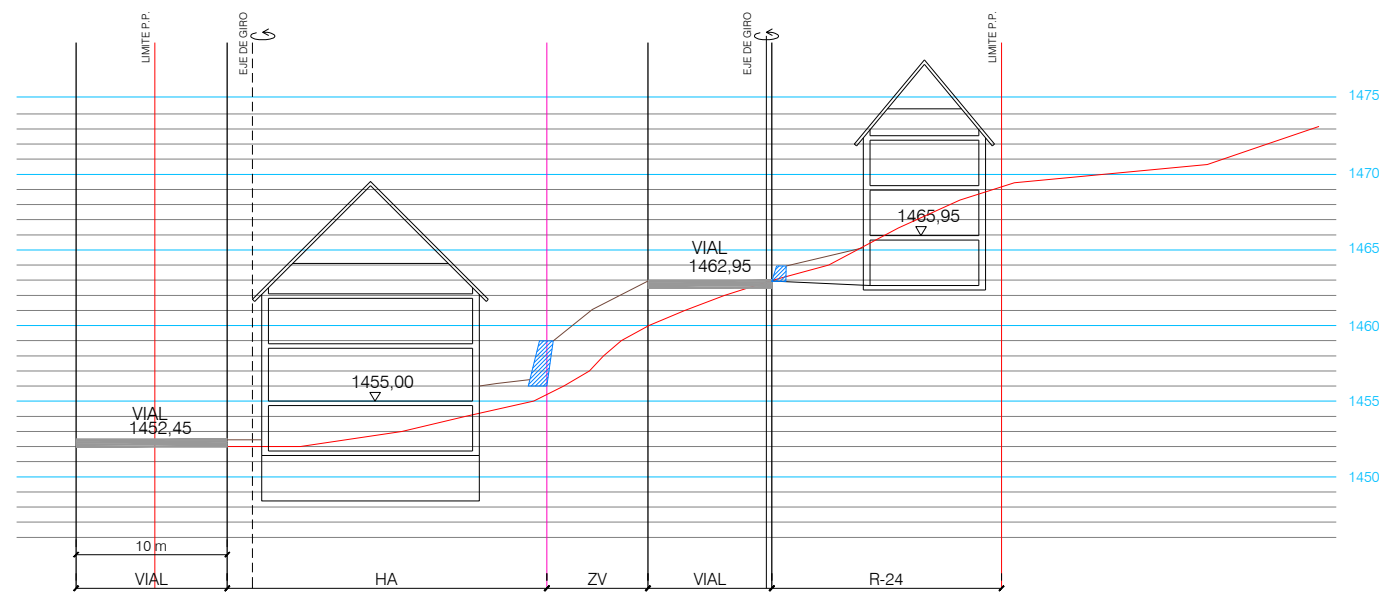 LIMITE P.P.
EJE DE GIRO
EJE DE GIRO
LIMITE P.P.
1475
1470
1465,95
VIAL
1462,95
1465
1460
1455,00
1455
VIAL
1452,45
1450
10 m
VIAL
HA
ZV
VIAL
R-24